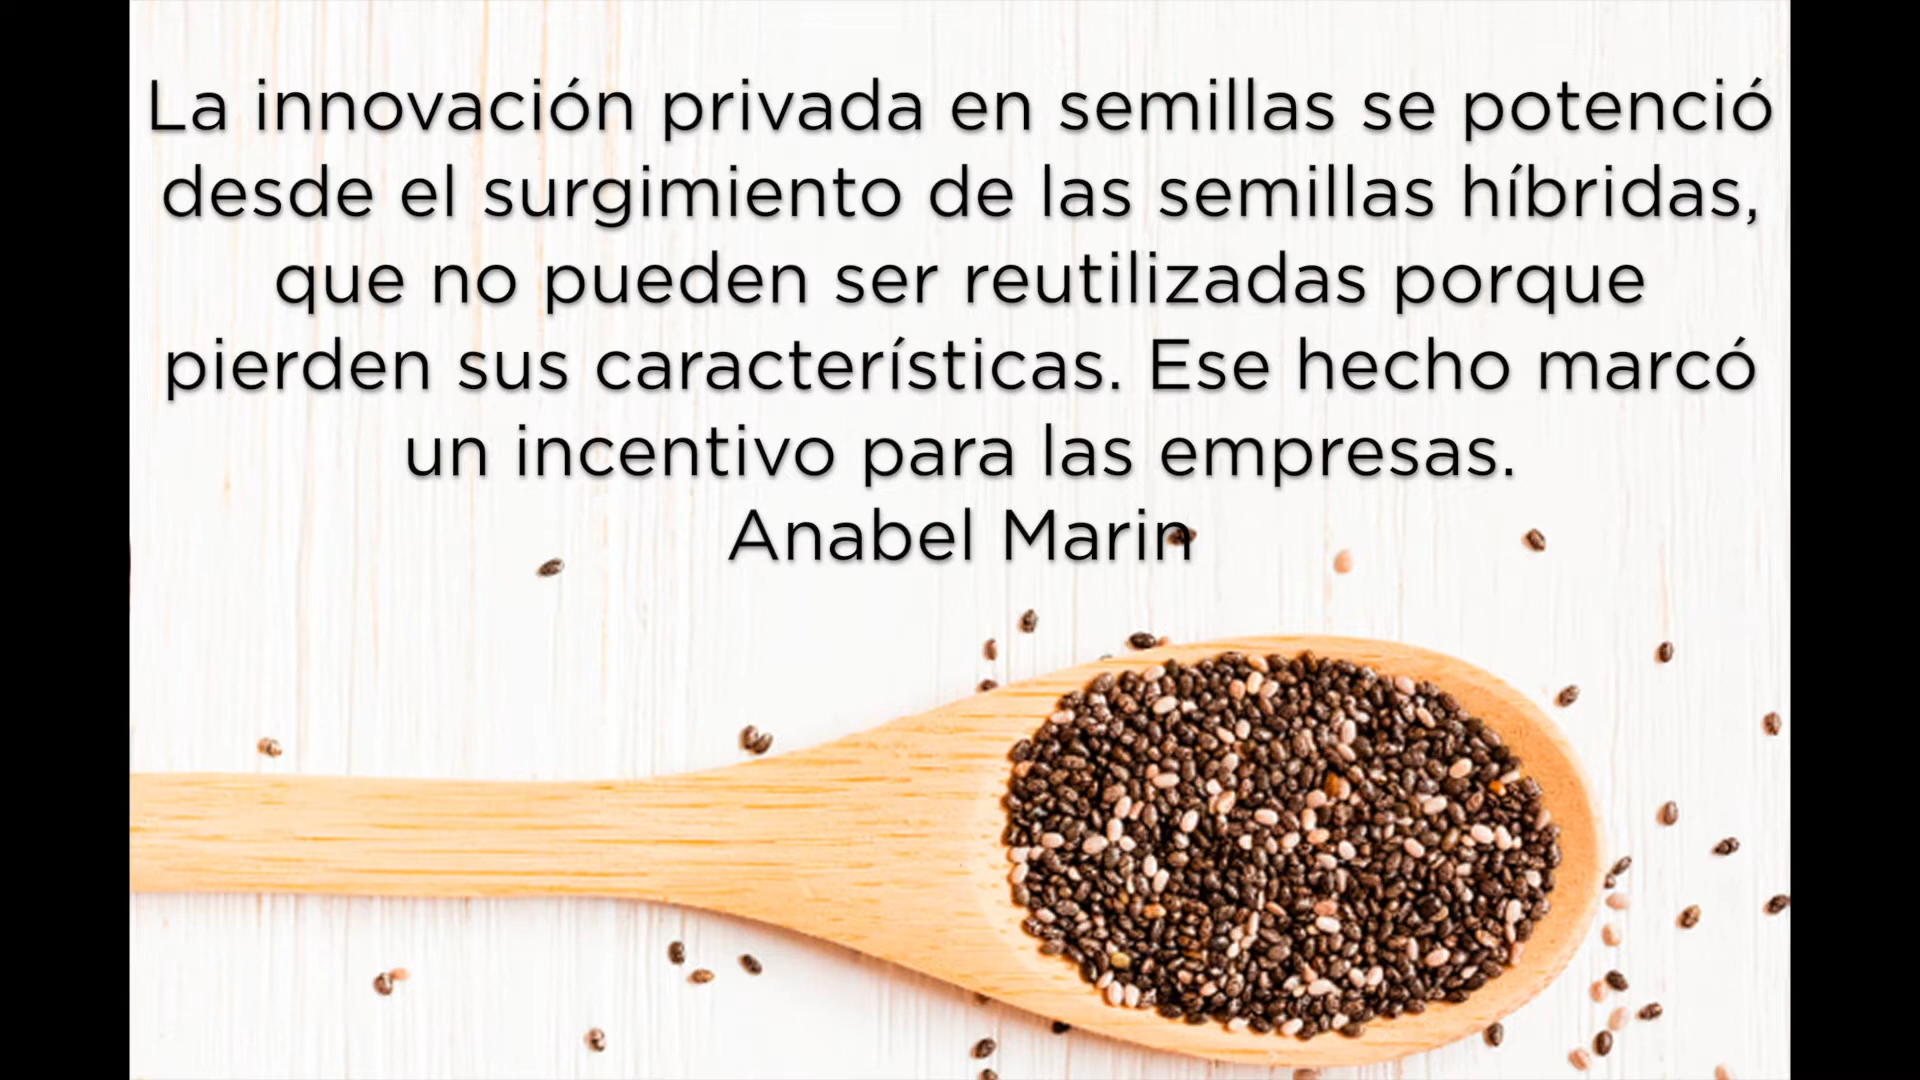 La innovación privada en semillas se potenció
desde el surgimiento de las semillas híbridas,
que no pueden ser reutilizadas porque
pierden sus características. Ese hecho marcó
un incentivo para las empresas.
Anabel Marin